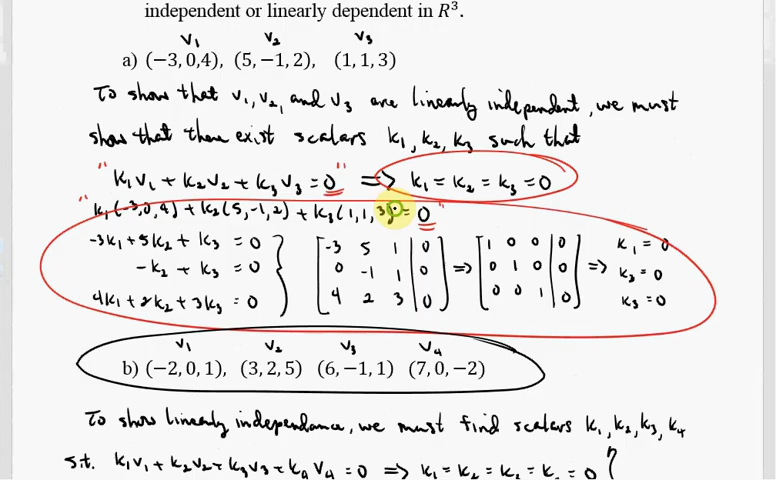 independent or linearly dependent in R³.
v₁ v₂ v₃
a) (−3,0,4), (5,−1,2), (1,1,3)
To show that v₁, v₂, and v₃ are linearly independent, we must
show that there exist scalars k₁, k₂, k₃ such that
"k₁v₁ + k₂v₂ + k₃v₃ = 0" ⇒ k₁ = k₂ = k₃ = 0
"k₁(-3,0,4) + k₂(5,-1,2) + k₃(1,1,3) = 0"
-3k₁+5k₂ + k₃ = 0 } [-3 5 1 | 0] [1 0 0 | 0] k₁ = 0
-k₂ + k₃ = 0 [0 -1 1 | 0] ⇒ [0 1 0 | 0] ⇒ k₂ = 0
4k₁+2k₂+3k₃ = 0 [4 2 3 | 0] [0 0 1 | 0] k₃ = 0
v₁ v₂ v₃ v₄
b) (−2,0,1), (3,2,5) (6,−1,1) (7,0,−2)
To show linearly independance, we must find scalars k₁, k₂, k₃, k₄
s.t. k₁v₁ + k₂v₂ + k₃v₃ + k₄v₄ = 0 ⇒ k₁ = k₂ = k₃ = k = 0